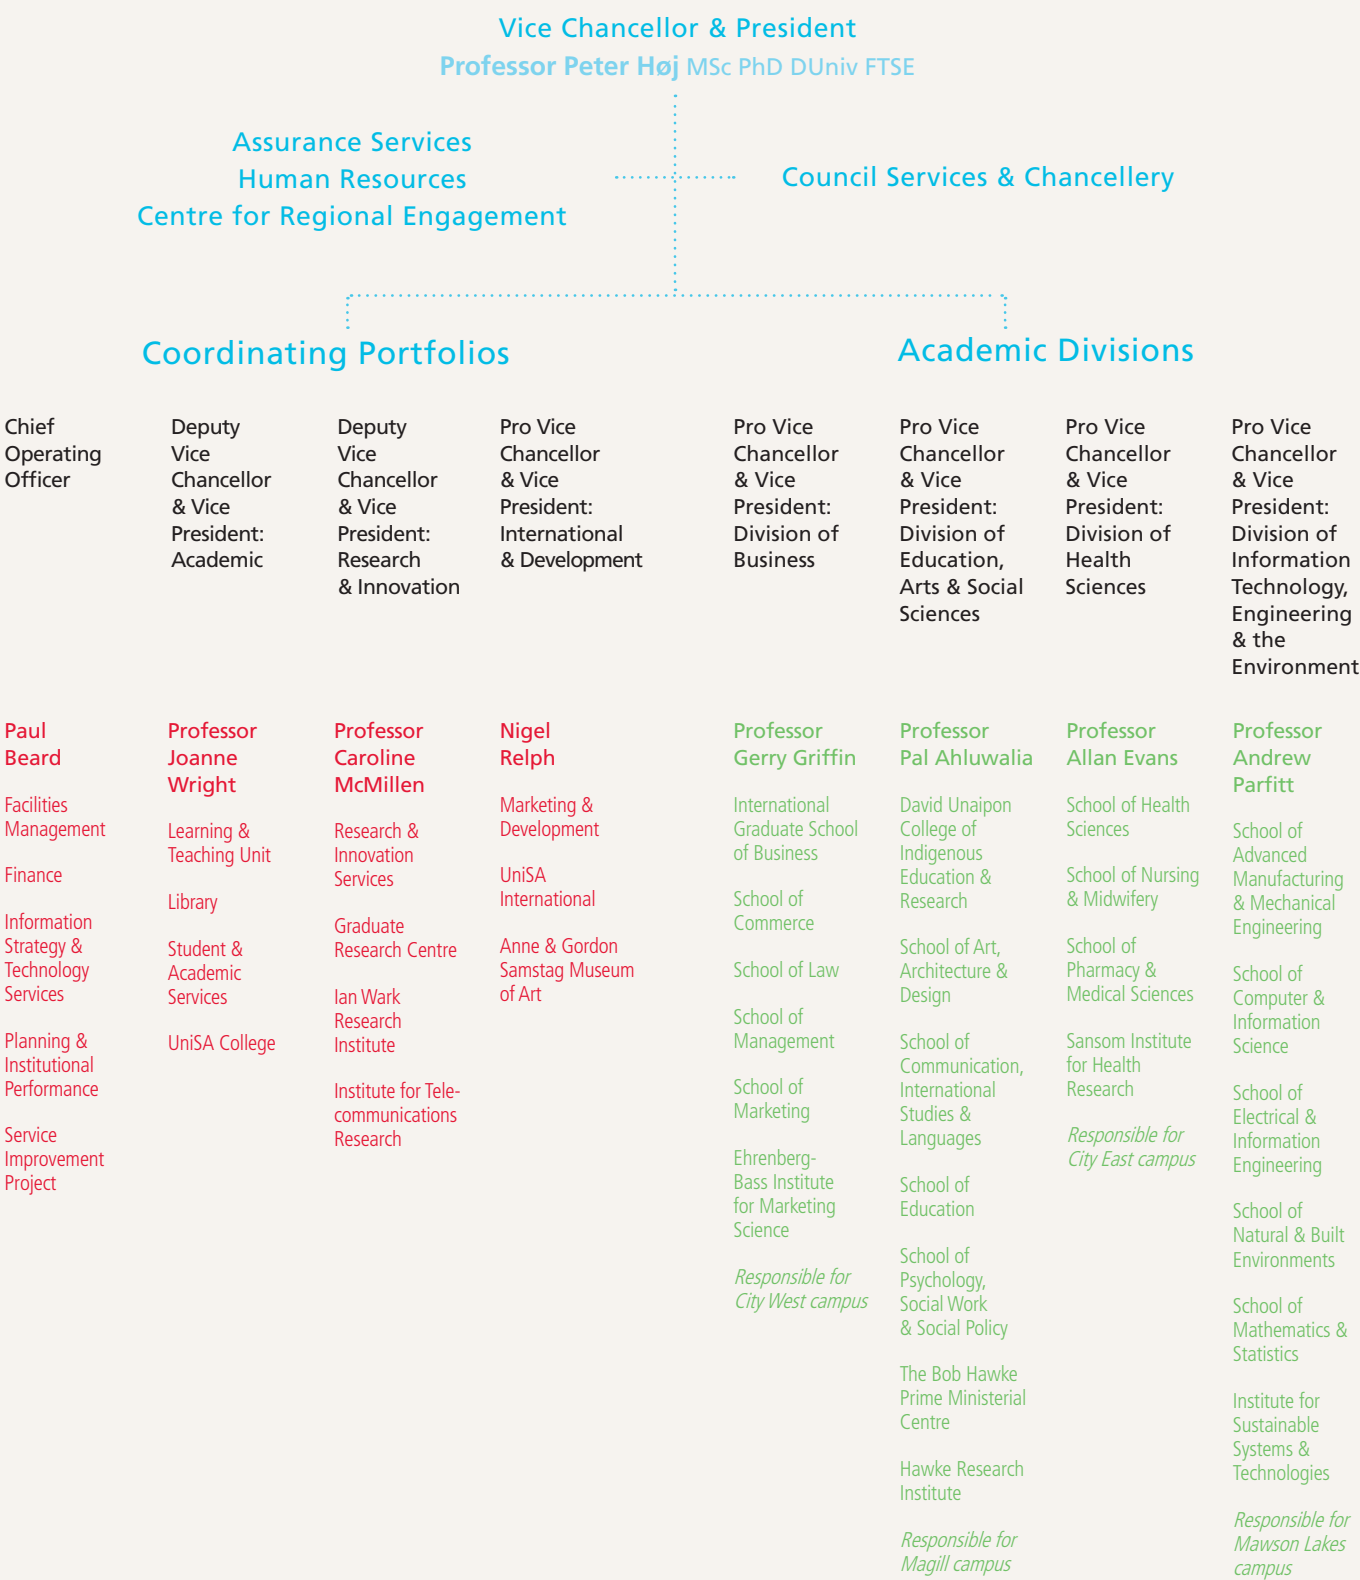 Vice Chancellor & President
Professor Peter Høj MSc PhD DUniv FTSE
Assurance Services
Human Resources
Centre for Regional Engagement
Council Services & Chancellery
Coordinating Portfolios
Academic Divisions
Chief
Operating
Officer
Deputy
Vice
Chancellor
& Vice
President:
Academic
Deputy
Vice
Chancellor
& Vice
President:
Research
& Innovation
Pro Vice
Chancellor
& Vice
President:
International
& Development
Pro Vice
Chancellor
& Vice
President:
Division of
Business
Pro Vice
Chancellor
& Vice
President:
Division of
Education,
Arts & Social
Sciences
Pro Vice
Chancellor
& Vice
President:
Division of
Health
Sciences
Pro Vice
Chancellor
& Vice
President:
Division of
Information
Technology,
Engineering
& the
Environment
Paul
Beard
Facilities
Management
Finance
Information
Strategy &
Technology
Services
Planning &
Institutional
Performance
Service
Improvement
Project
Professor
Joanne
Wright
Learning &
Teaching Unit
Library
Student &
Academic
Services
UniSA College
Professor
Caroline
McMillen
Research &
Innovation
Services
Graduate
Research Centre
Ian Wark
Research
Institute
Institute for Tele-
communications
Research
Nigel
Relph
Marketing &
Development
UniSA
International
Anne & Gordon
Samstag Museum
of Art
Professor
Gerry Griffin
International
Graduate School
of Business
School of
Commerce
School of Law
School of
Management
School of
Marketing
Ehrenberg-
Bass Institute
for Marketing
Science
Responsible for
City West campus
Professor
Pal Ahluwalia
David Unaipon
College of
Indigenous
Education &
Research
School of Art,
Architecture &
Design
School of
Communication,
International
Studies &
Languages
School of
Education
School of
Psychology,
Social Work
& Social Policy
The Bob Hawke
Prime Ministerial
Centre
Hawke Research
Institute
Responsible for
Magill campus
Professor
Allan Evans
School of Health
Sciences
School of Nursing
& Midwifery
School of
Pharmacy &
Medical Sciences
Sansom Institute
for Health
Research
Responsible for
City East campus
Professor
Andrew
Parfitt
School of
Advanced
Manufacturing
& Mechanical
Engineering
School of
Computer &
Information
Science
School of
Electrical &
Information
Engineering
School of
Natural & Built
Environments
School of
Mathematics &
Statistics
Institute for
Sustainable
Systems &
Technologies
Responsible for
Mawson Lakes
campus